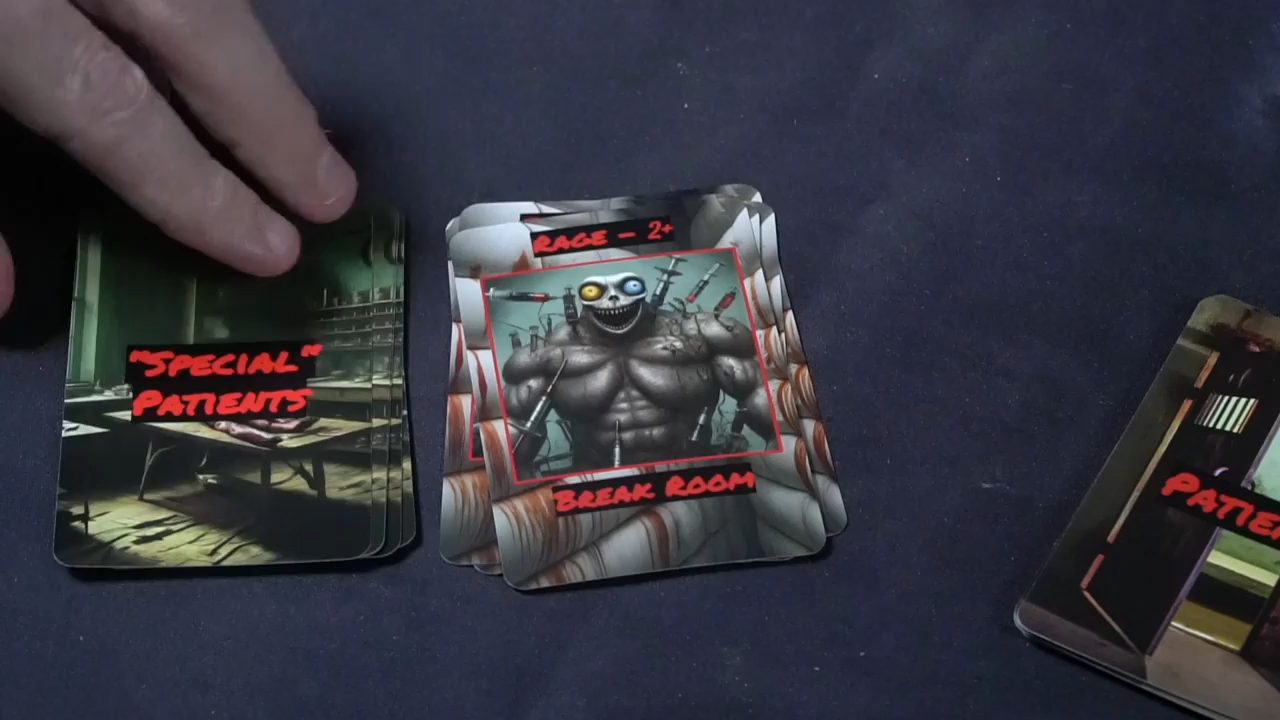 "Special"
Patients
Rage - 2+
Break Room